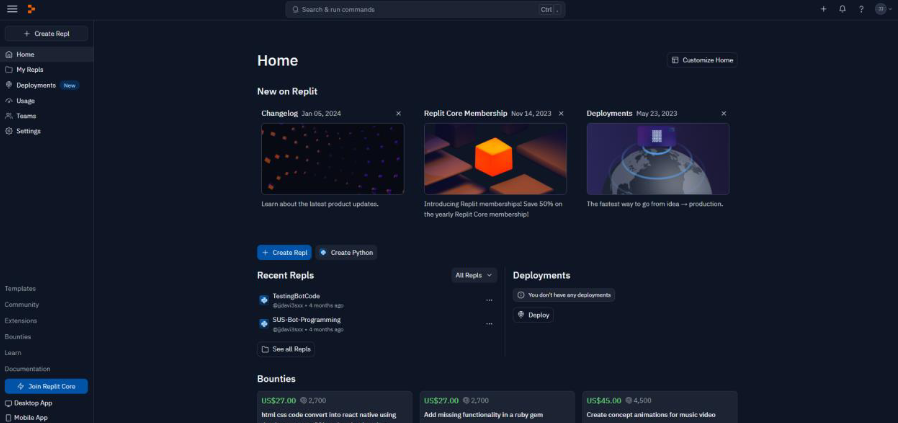 Search & run commands
Ctrl .
Create Repl
Home
My Repls
Deployments New
Usage
Teams
Settings
Templates
Community
Extensions
Bounties
Learn
Documentation
Join Replit Core
Desktop App
Mobile App
Home
Customize Home
New on Replit
Changelog Jan 05, 2024
Learn about the latest product updates.
Replit Core Membership Nov 14, 2023
Introducing Replit memberships! Save 50% on
the yearly Replit Core membership!
Deployments May 23, 2023
The fastest way to go from idea → production.
Create Repl
Create Python
Recent Repls
All Repls
TestingBotCode
4 months ago
SUS-Bot-Programming
4 months ago
See all Repls
Deployments
You don't have any deployments
Deploy
Bounties
US$27.00 2,700
html css code convert into react native using
US$27.00 2,700
Add missing functionality in a ruby gem
US$45.00 4,500
Create concept animations for music video